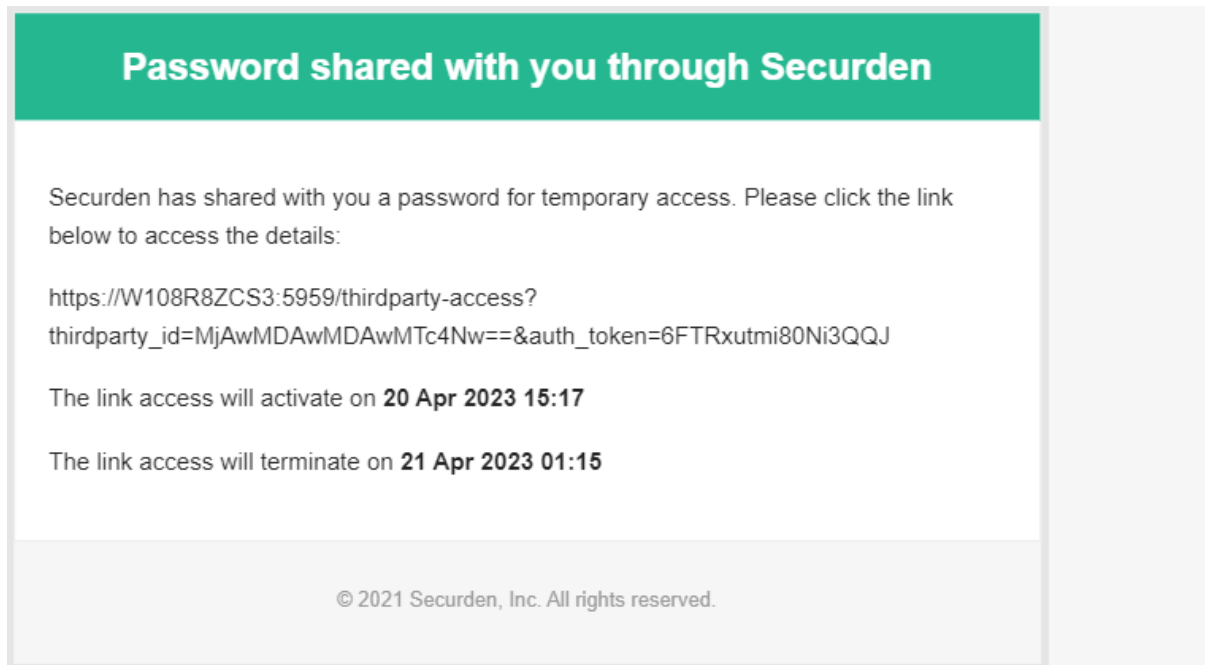 Password shared with you through Securden
Securden has shared with you a password for temporary access. Please click the link
below to access the details:
https://W108R8ZCS3:5959/thirdparty-access?
thirdparty_id=MjAwMDAwMDAwMTc4Nw==&auth_token=6FTRxutmi80Ni3QQJ
The link access will activate on 20 Apr 2023 15:17
The link access will terminate on 21 Apr 2023 01:15
© 2021 Securden, Inc. All rights reserved.